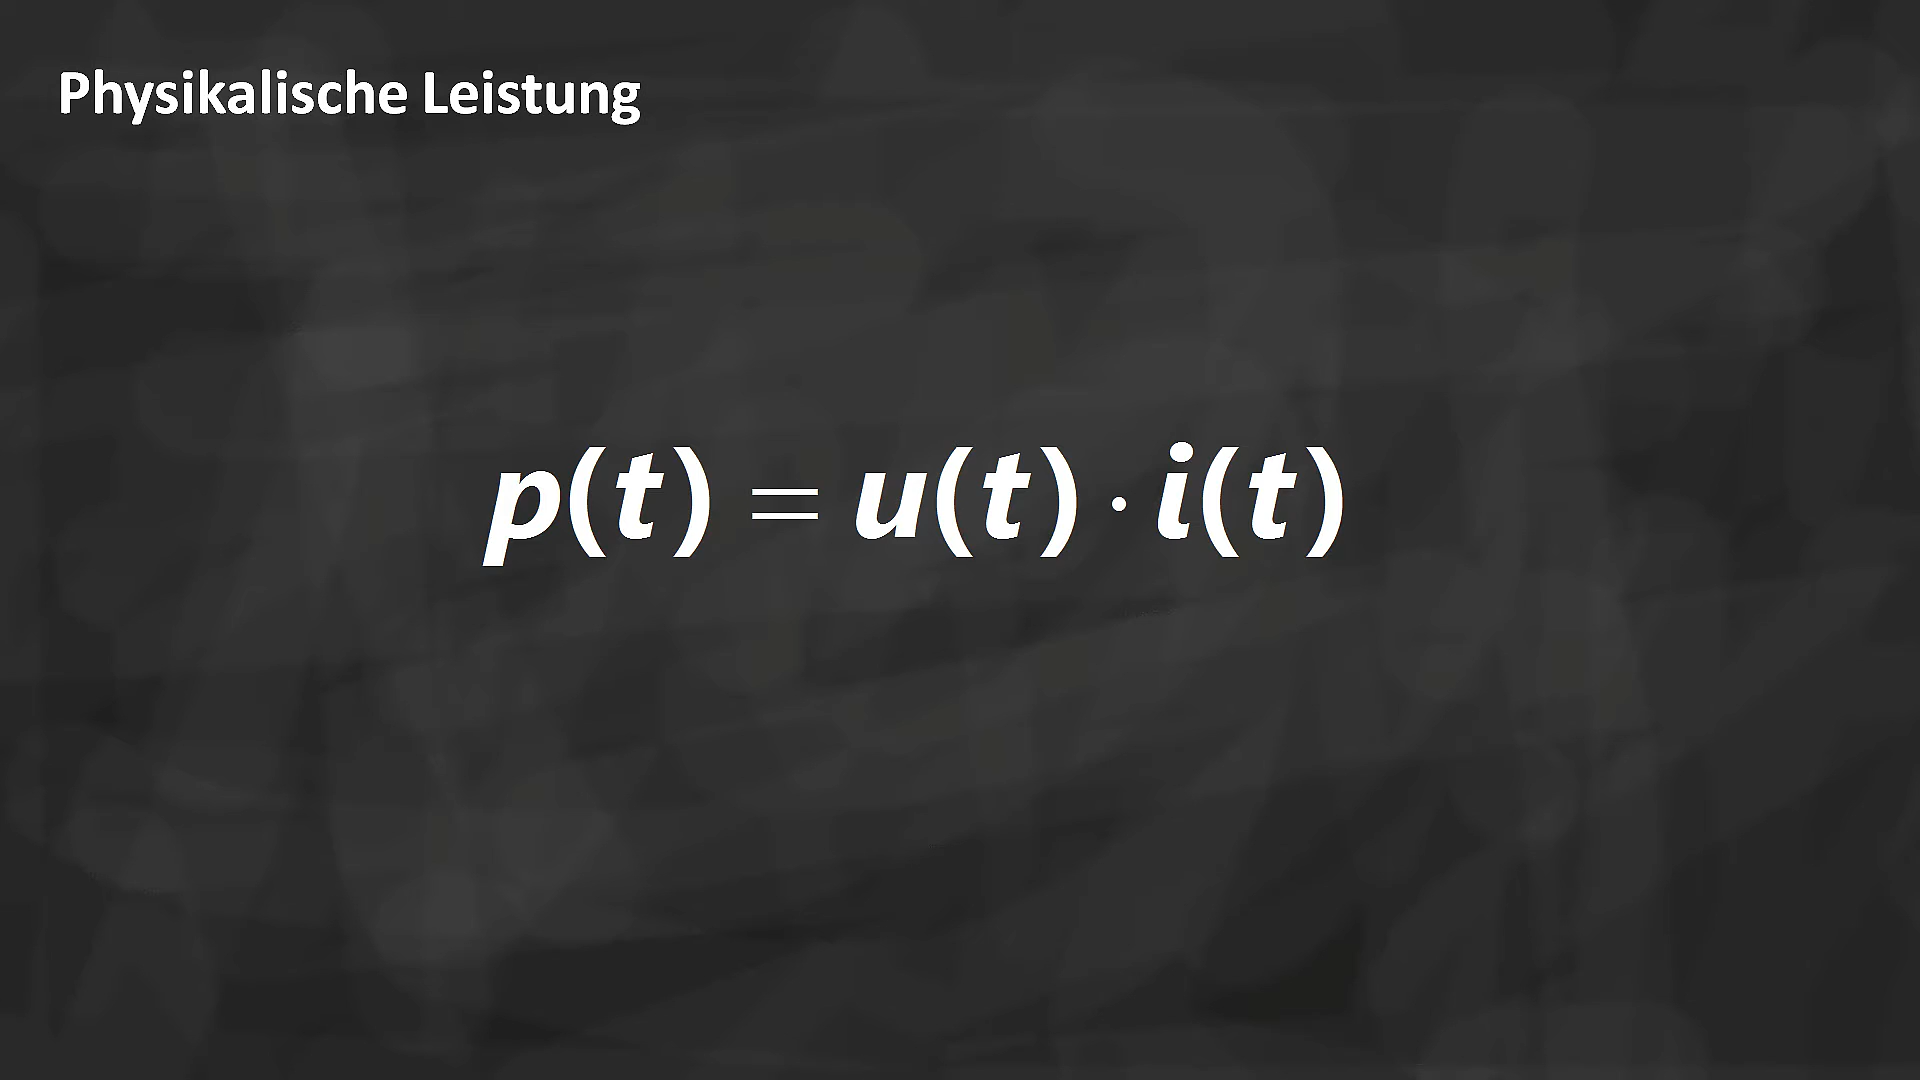 Physikalische Leistung
p(t) = u(t) · i(t)